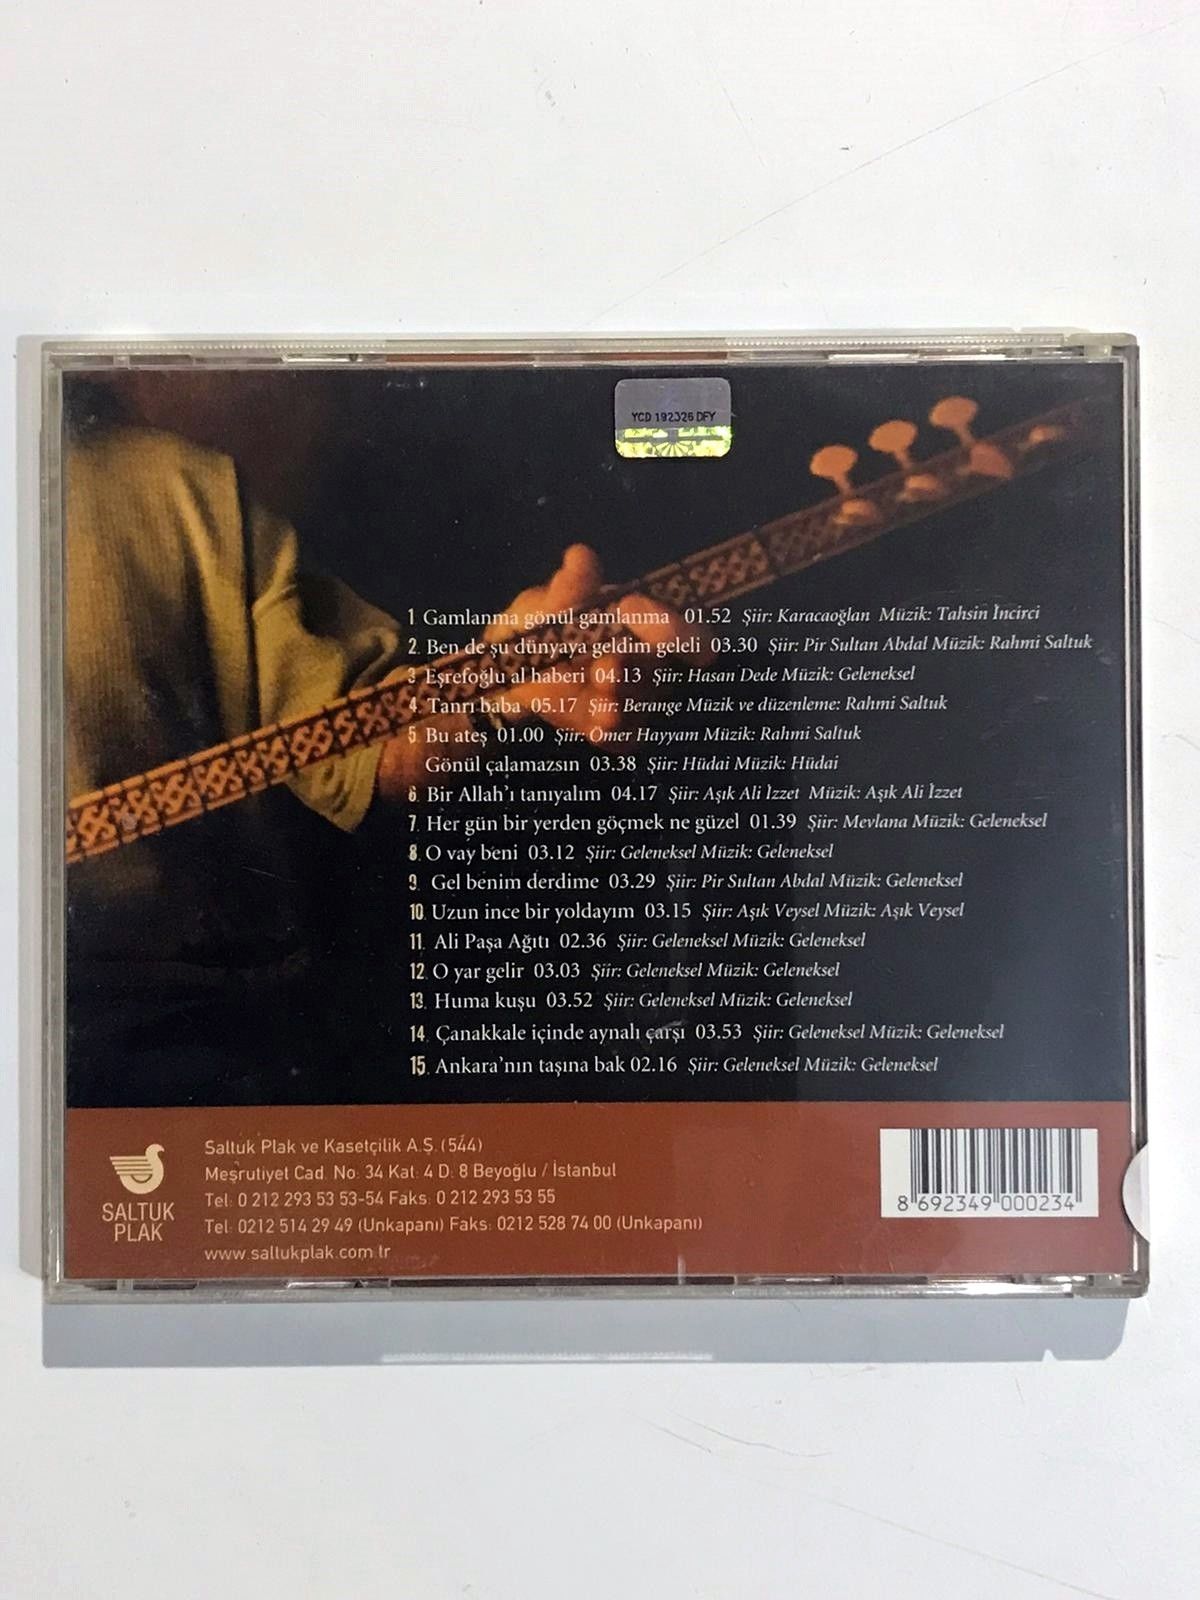 YCD 192326 DFY
1 Gamlanma gönül gamlanma 01.52 Şiir: Karacaoğlan Müzik: Tahsin İncirci
2. Ben de şu dünyaya geldim geleli 03.30 Şiir: Pir Sultan Abdal Müzik: Rahmi Saltuk
3. Eşrefoğlu al haberi 04.13 Şiir: Hasan Dede Müzik: Geleneksel
4. Tanrı baba 05.17 Şiir: Berange Müzik ve düzenleme: Rahmi Saltuk
5. Bu ateş 01.00 Şiir: Ömer Hayyam Müzik: Rahmi Saltuk
Gönül çalamazsın 03.38 Şiir: Hüdai Müzik: Hüdai
6. Bir Allah'ı tanıyalım 04.17 Şiir: Aşık Ali İzzet Müzik: Aşık Ali İzzet
7. Her gün bir yerden göçmek ne güzel 01.39 Şiir: Mevlana Müzik: Geleneksel
8. O vay beni 03.12 Şiir: Geleneksel Müzik: Geleneksel
9. Gel benim derdime 03.29 Şiir: Pir Sultan Abdal Müzik: Geleneksel
10. Uzun ince bir yoldayım 03.15 Şiir: Aşık Veysel Müzik: Aşık Veysel
11. Ali Paşa Ağıtı 02.36 Şiir: Geleneksel Müzik: Geleneksel
12. O yar gelir 03.03 Şiir: Geleneksel Müzik: Geleneksel
13. Huma kuşu 03.52 Şiir: Geleneksel Müzik: Geleneksel
14. Çanakkale içinde aynalı çarşı 03.53 Şiir: Geleneksel Müzik: Geleneksel
15. Ankara'nın taşına bak 02.16 Şiir: Geleneksel Müzik: Geleneksel
SALTUK
PLAK
Saltuk Plak ve Kasetçilik A.Ş. (544)
Meşrutiyet Cad. No: 34 Kat: 4 D: 8 Beyoğlu / İstanbul
Tel: 0 212 293 53 53-54 Faks: 0 212 293 53 55
Tel: 0212 514 29 49 (Unkapanı) Faks: 0212 528 74 00 (Unkapanı)
www.saltukplak.com.tr
8 692349 000234